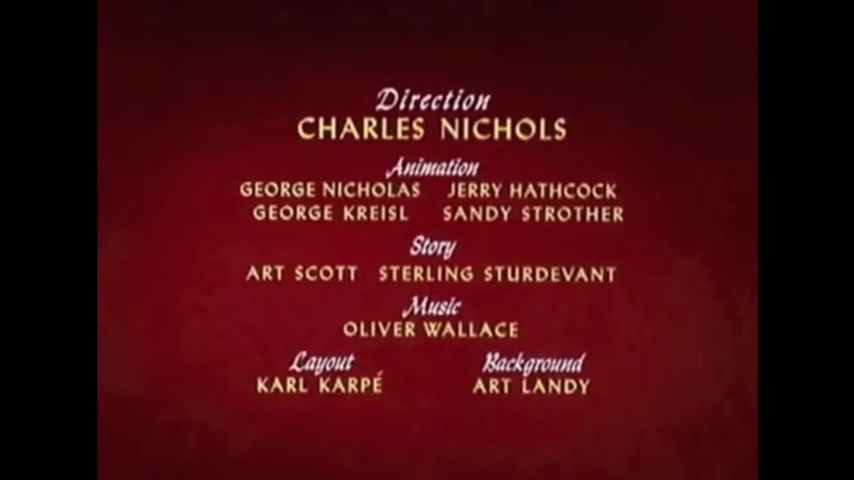 Direction
CHARLES NICHOLS
Animation
GEORGE NICHOLAS JERRY HATHCOCK
GEORGE KREISL SANDY STROTHER
Story
ART SCOTT STERLING STURDEVANT
Music
OLIVER WALLACE
Layout Background
KARL KARPÉ ART LANDY